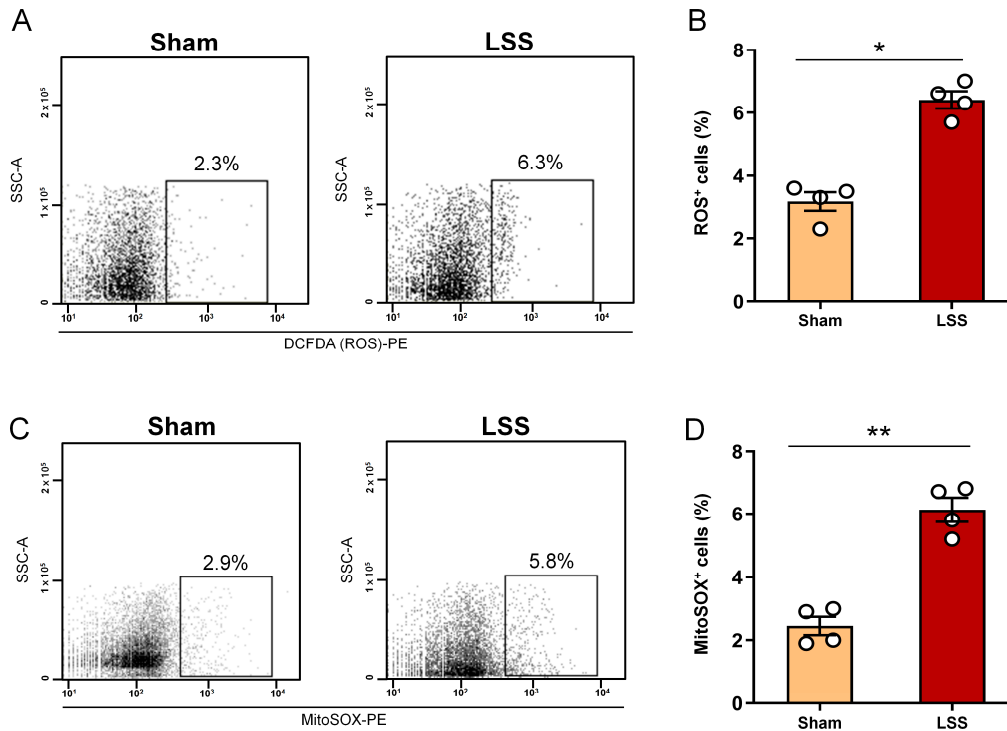 A
Sham
LSS
SSC-A
2 x 10⁵
1 x 10⁵
0
2.3%
10¹
10²
10³
10⁴
SSC-A
2 x 10⁵
1 x 10⁵
0
6.3%
10¹
10²
10³
10⁴
DCFDA (ROS)-PE
B
*
ROS⁺ cells (%)
8
6
4
2
0
Sham
LSS
C
Sham
LSS
SSC-A
2 x 10⁵
1 x 10⁵
0
2.9%
10¹
10²
10³
10⁴
SSC-A
2 x 10⁵
1 x 10⁵
0
5.8%
10¹
10²
10³
10⁴
MitoSOX-PE
D
**
MitoSOX⁺ cells (%)
8
6
4
2
0
Sham
LSS